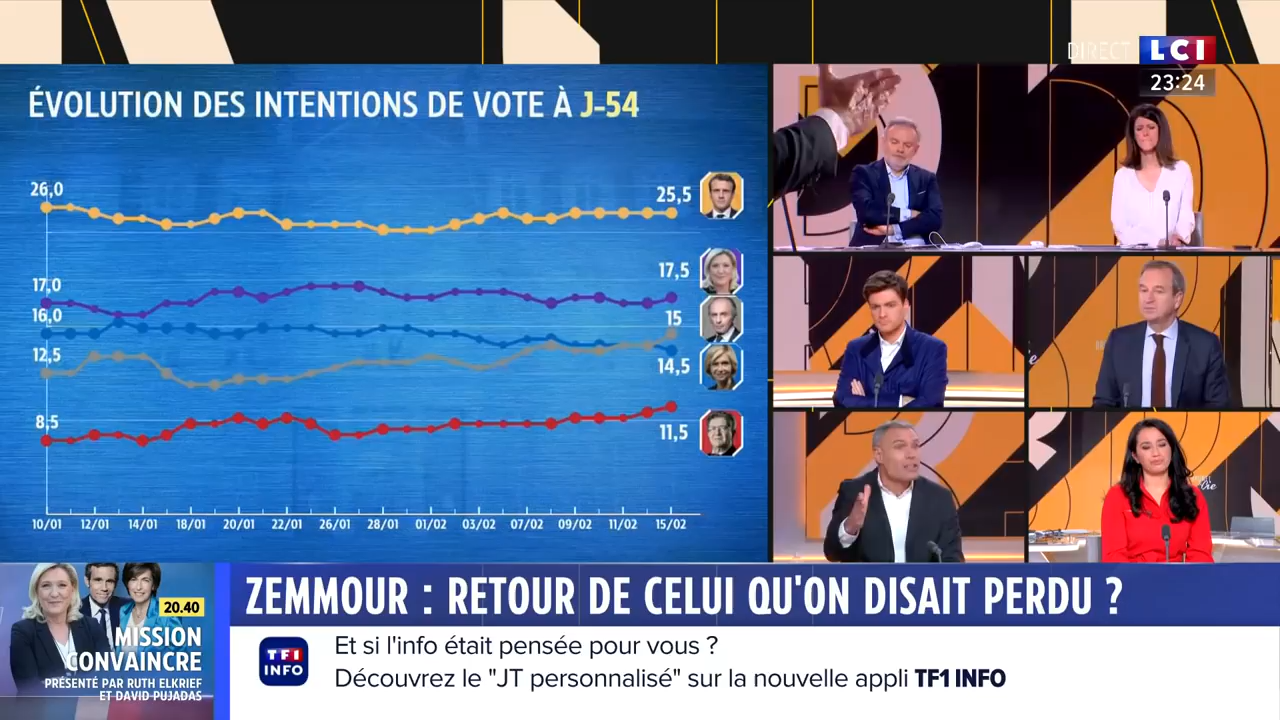 DIRECT LCI
23:24
ÉVOLUTION DES INTENTIONS DE VOTE À J-54
26,0
25,5
17,0
17,5
16,0
15
12,5
14,5
8,5
11,5
10/01 12/01 14/01 18/01 20/01 22/01 26/01 28/01 01/02 03/02 07/02 09/02 11/02 15/02
20.40
MISSION
CONVAINCRE
PRÉSENTÉ PAR RUTH ELKRIEF
ET DAVID PUJADAS
ZEMMOUR : RETOUR DE CELUI QU'ON DISAIT PERDU ?
TF1
INFO
Et si l'info était pensée pour vous ?
Découvrez le "JT personnalisé" sur la nouvelle appli TF1 INFO